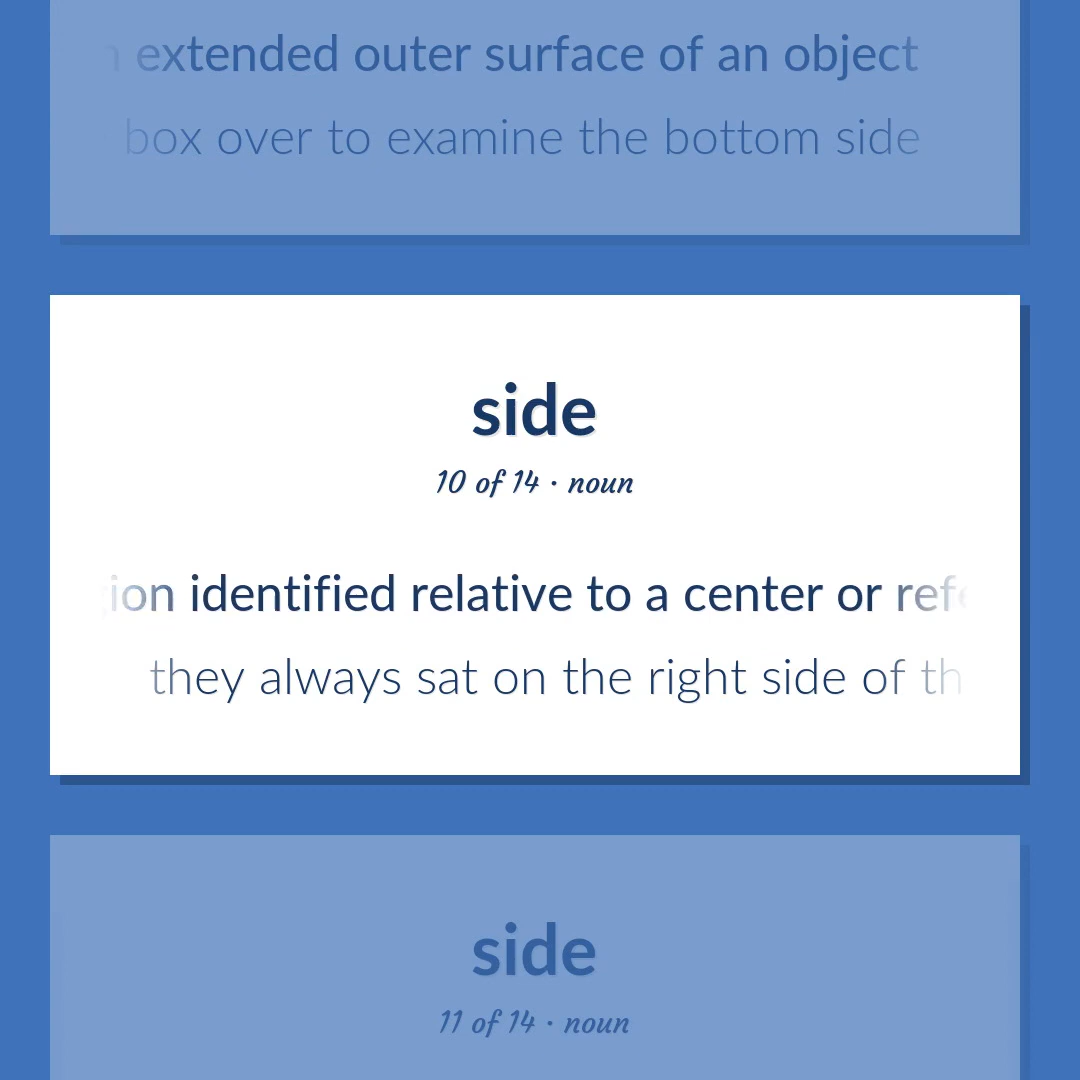 extended outer surface of an object
box over to examine the bottom side
side
10 of 14 · noun
identified relative to a center or
they always sat on the right side of
side
11 of 14 · noun